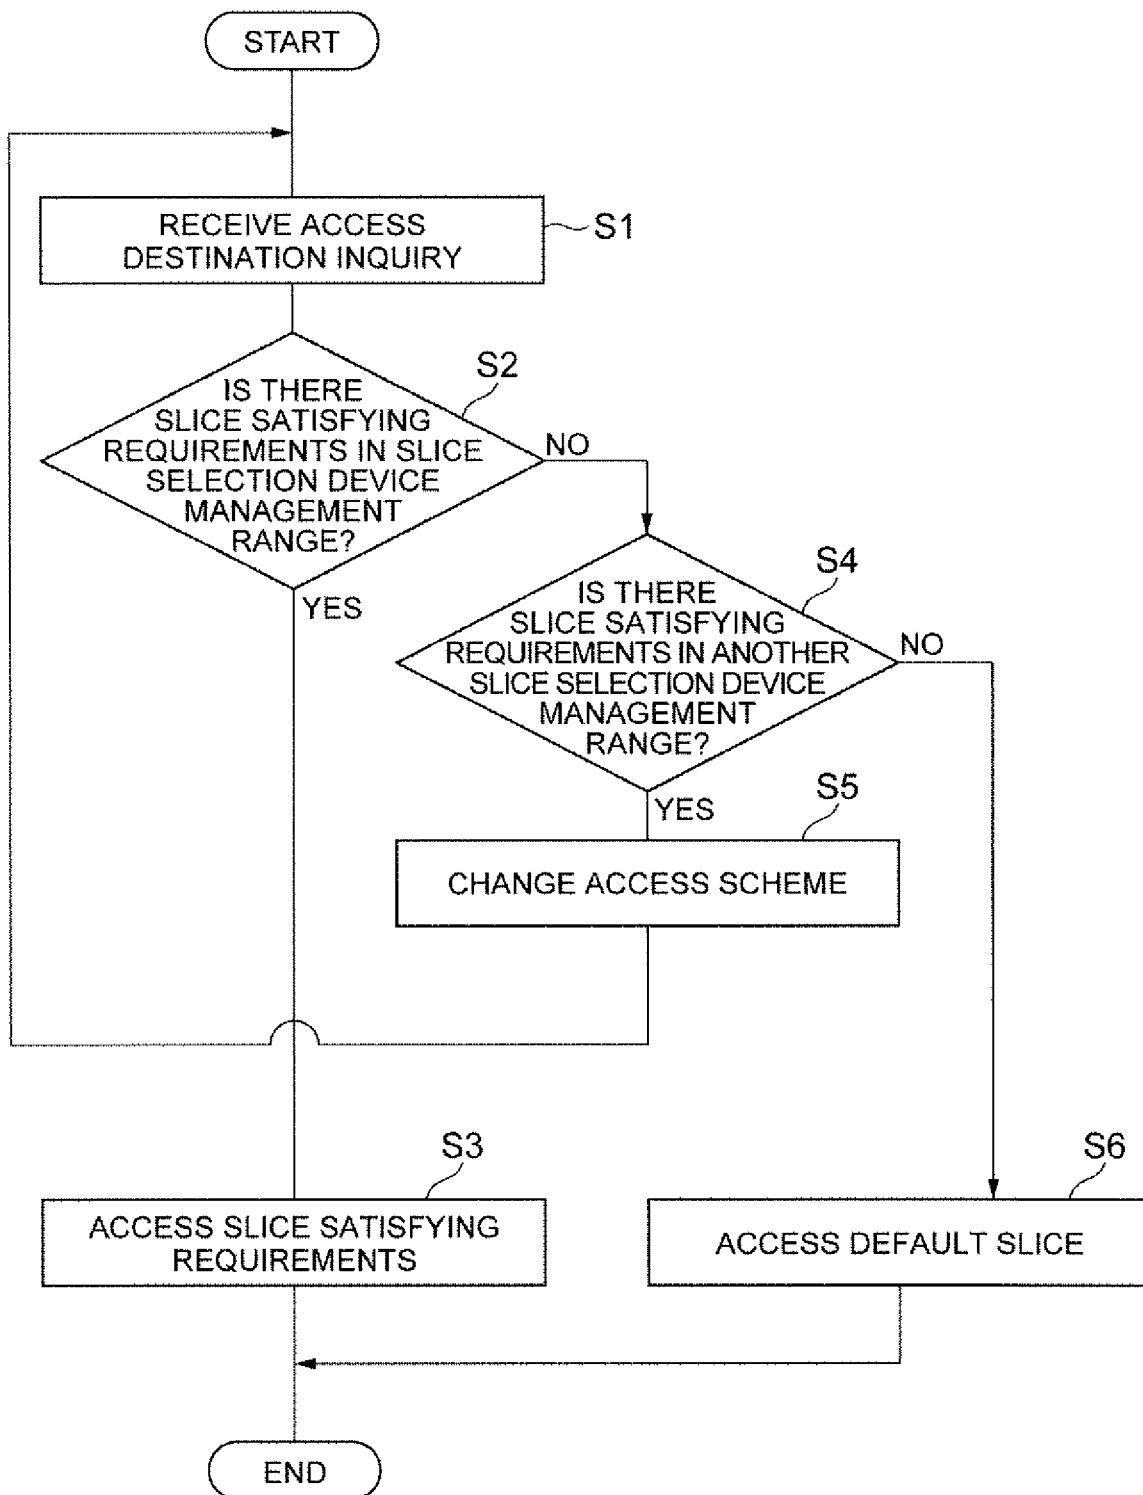 START
RECEIVE ACCESS
DESTINATION INQUIRY
S1
IS THERE
SLICE SATISFYING
REQUIREMENTS IN SLICE
SELECTION DEVICE
MANAGEMENT
RANGE?
S2
NO
YES
IS THERE
SLICE SATISFYING
REQUIREMENTS IN ANOTHER
SLICE SELECTION DEVICE
MANAGEMENT
RANGE?
S4
NO
YES
S5
CHANGE ACCESS SCHEME
S3
ACCESS SLICE SATISFYING
REQUIREMENTS
S6
ACCESS DEFAULT SLICE
END